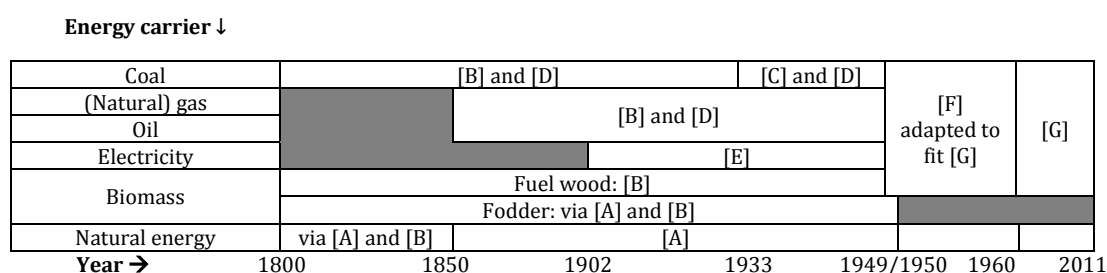 Energy carrier ↓
Coal [B] and [D] [C] and [D]
(Natural) gas [B] and [D] [F] adapted to fit [G] [G]
Oil
Electricity [E]
Biomass Fuel wood: [B]
Fodder: via [A] and [B]
Natural energy via [A] and [B] [A]
Year → 1800 1850 1902 1933 1949/1950 1960 2011